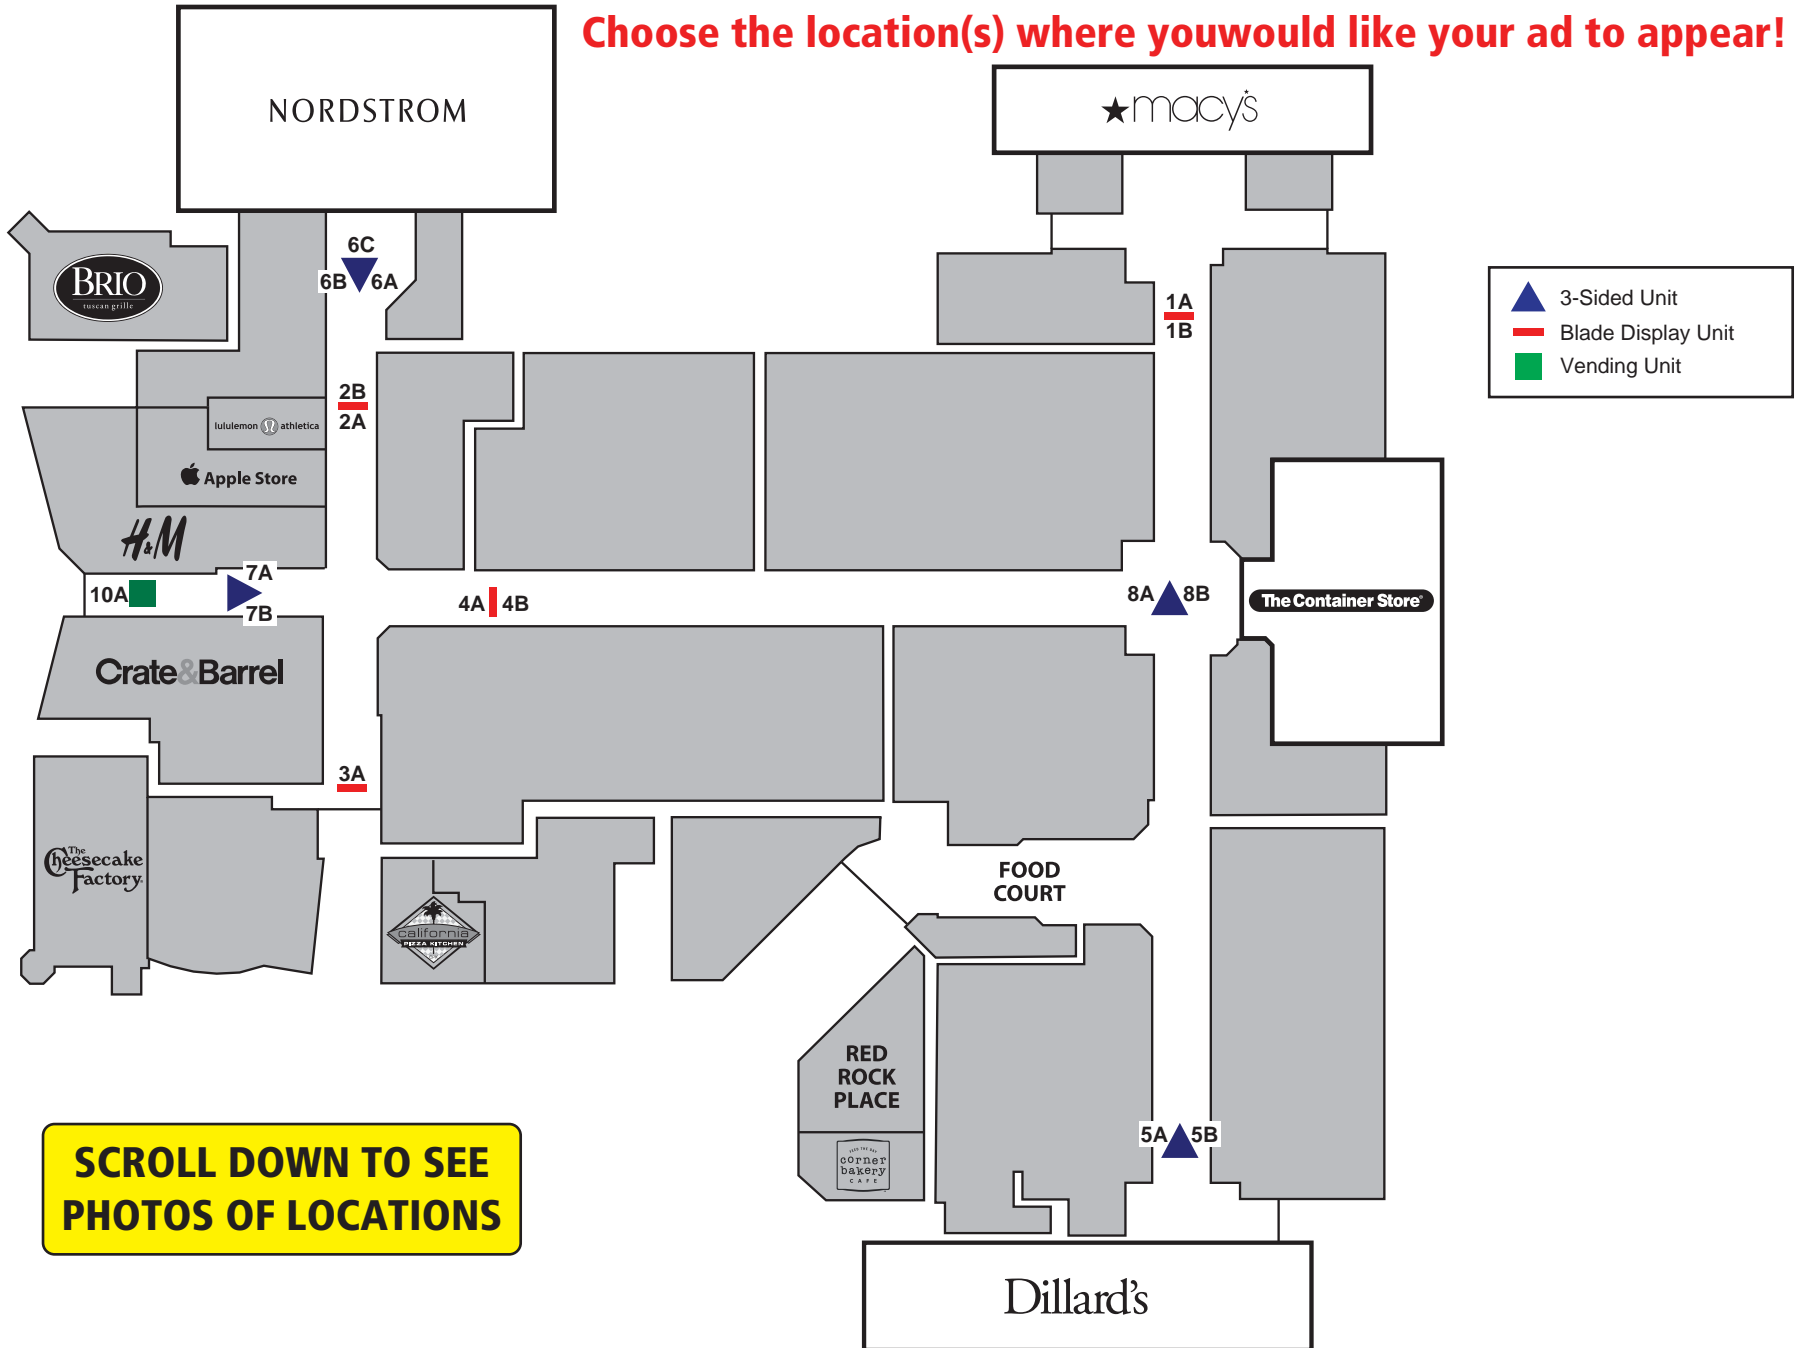 Choose the location(s) where youwould like your ad to appear!
NORDSTROM
macy's
6C
6B 6A
BRIO
tuscan grille
1A
1B
3-Sided Unit
Blade Display Unit
Vending Unit
2B
2A
lululemon athletica
Apple Store
H&M
7A
10A
7B
4A 4B
8A 8B
The Container Store
Crate&Barrel
3A
The
Cheesecake
Factory
FOOD
COURT
california
PIZZA KITCHEN
RED
ROCK
PLACE
5A 5B
corner
bakery
CAFE
SCROLL DOWN TO SEE
PHOTOS OF LOCATIONS
Dillard's